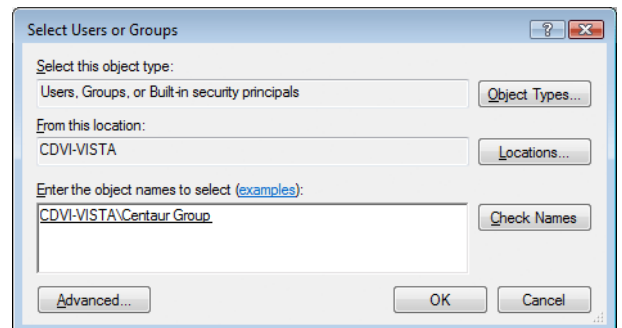 Select Users or Groups
Select this object type:
Users, Groups, or Built-in security principals
Object Types...
From this location:
CDVI-VISTA
Locations...
Enter the object names to select (examples):
CDVI-VISTA\Centaur Group
Check Names
Advanced...
OK
Cancel